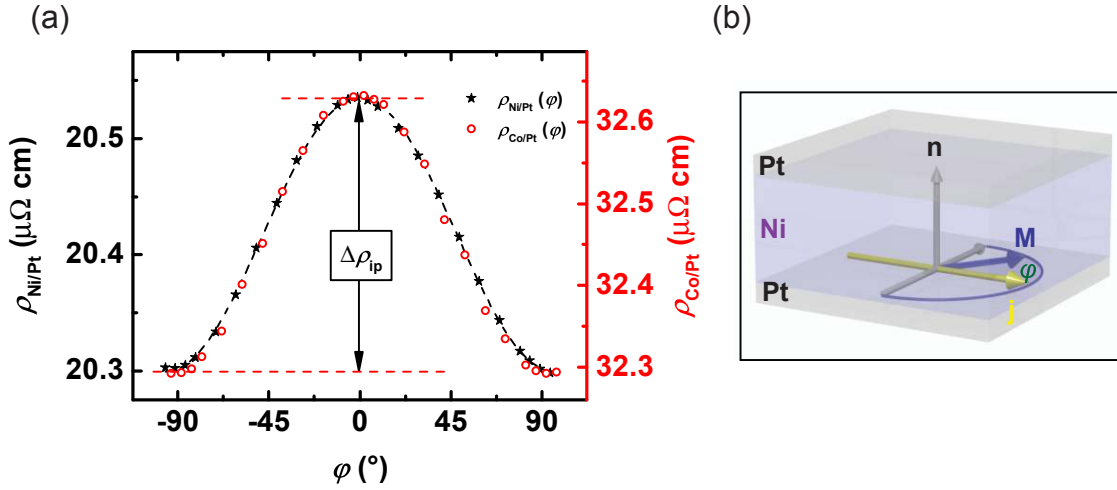 (a)
(b)
20.5
20.4
20.3
ρNi/Pt (μΩ cm)
-90 -45 0 45 90
φ (°)
32.6
32.5
32.4
32.3
ρCo/Pt (μΩ cm)
ρNi/Pt (φ)
ρCo/Pt (φ)
Δρip
n
Pt
Ni
M
φ
Pt
j